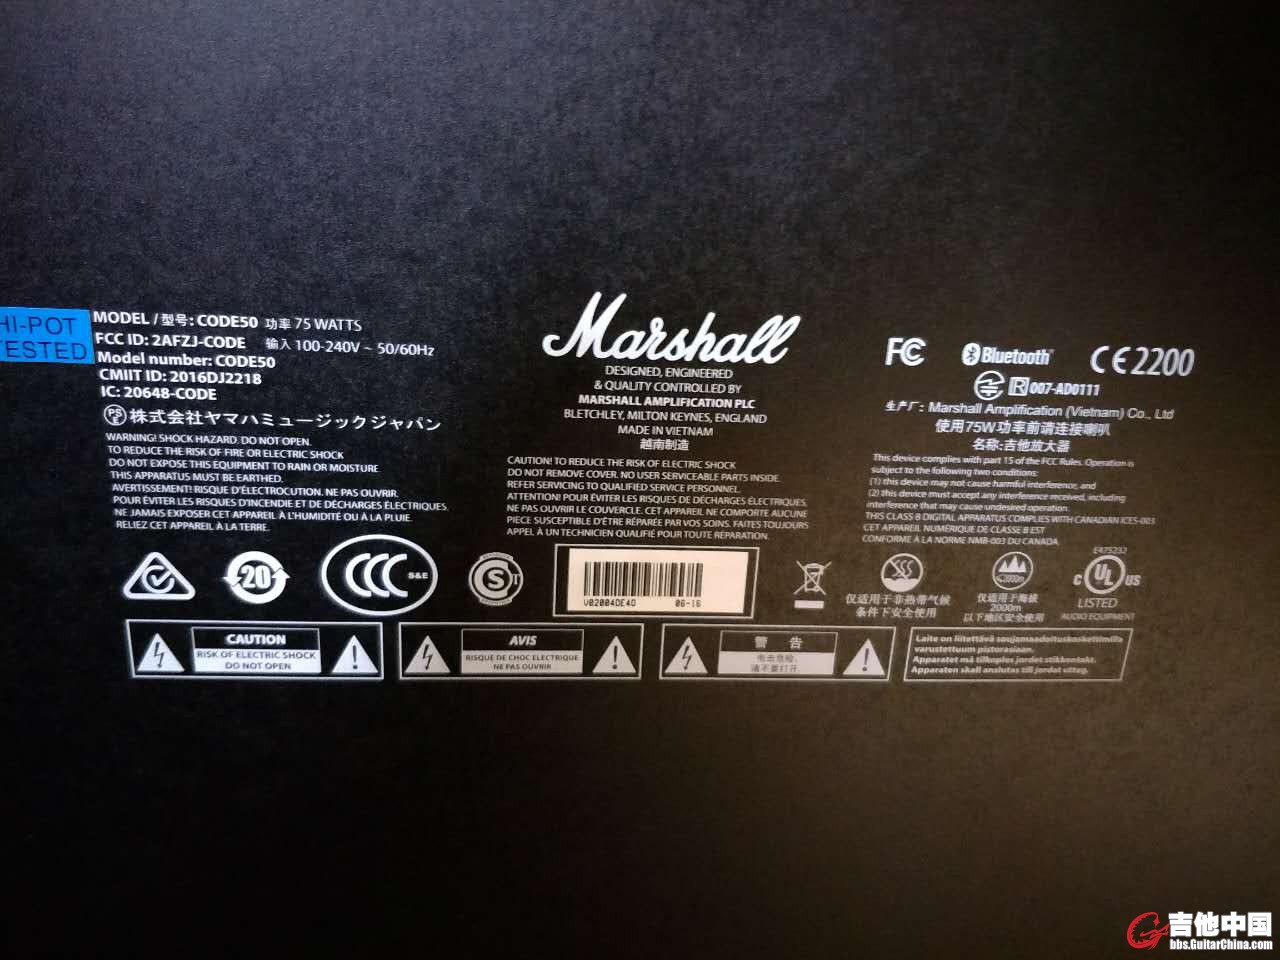 HI-POT
TESTED
MODEL / 型号: CODE50 功率 75 WATTS
FCC ID: 2AFZJ-CODE 输入 100-240V ~ 50/60Hz
Model number: CODE50
CMIIT ID: 2016DJ2218
IC: 20648-CODE
PS
E 株式会社ヤマハミュージックジャパン
WARNING! SHOCK HAZARD. DO NOT OPEN.
TO REDUCE THE RISK OF FIRE OR ELECTRIC SHOCK
DO NOT EXPOSE THIS EQUIPMENT TO RAIN OR MOISTURE.
THIS APPARATUS MUST BE EARTHED.
AVERTISSEMENT! RISQUE D'ÉLECTROCUTION. NE PAS OUVRIR.
POUR ÉVITER LES RISQUES D'INCENDIE ET DE DÉCHARGES ÉLECTRIQUES.
NE JAMAIS EXPOSER CET APPAREIL À L'HUMIDITÉ OU À LA PLUIE.
RELIEZ CET APPAREIL À LA TERRE.
Marshall
DESIGNED, ENGINEERED
& QUALITY CONTROLLED BY
MARSHALL AMPLIFICATION PLC
BLETCHLEY, MILTON KEYNES, ENGLAND
MADE IN VIETNAM
越南制造
CAUTION! TO REDUCE THE RISK OF ELECTRIC SHOCK
DO NOT REMOVE COVER. NO USER SERVICEABLE PARTS INSIDE.
REFER SERVICING TO QUALIFIED SERVICE PERSONNEL.
ATTENTION! POUR ÉVITER LES RISQUES DE DÉCHARGES ÉLECTRIQUES,
NE PAS OUVRIR LE COUVERCLE. CET APPAREIL NE COMPORTE AUCUNE
PIECE SUSCEPTIBLE D'ÊTRE RÉPARÉE PAR VOS SOINS. FAITES TOUJOURS
APPEL À UN TECHNICIEN QUALIFIÉ POUR TOUTE RÉPARATION.
FC Bluetooth CE2200
R 007-AD0111
生产厂: Marshall Amplification (Vietnam) Co., Ltd
使用75W功率前请连接喇叭
名称:吉他放大器
This device complies with part 15 of the FCC Rules. Operation is
subject to the following two conditions:
(1) this device may not cause harmful interference, and
(2) this device must accept any interference received, including
interference that may cause undesired operation.
THIS CLASS B DIGITAL APPARATUS COMPLIES WITH CANADIAN ICES-003
CET APPAREIL NUMÉRIQUE DE CLASSE B EST
CONFORME À LA NORME NMB-003 DU CANADA.
20
CCC S&E
S
V02004DE4D 06-16
仅适用于非热带气候
条件下安全使用
≤2000m
仅适用于海拔
2000m
以下地区安全使用
E475232
c UL US
LISTED
AUDIO EQUIPMENT
CAUTION
RISK OF ELECTRIC SHOCK
DO NOT OPEN
AVIS
RISQUE DE CHOC ELECTRIQUE
NE PAS OUVRIR
警 告
电击危险,
请不要打开.
Laite on liitettävä suojamaadoituskoskettimilla
varustettuun pistorasiaan.
Apparatet må tilkoples jordet stikkontakt.
Apparaten skall anslutas till jordat uttag.
吉他中国
bbs.GuitarChina.com